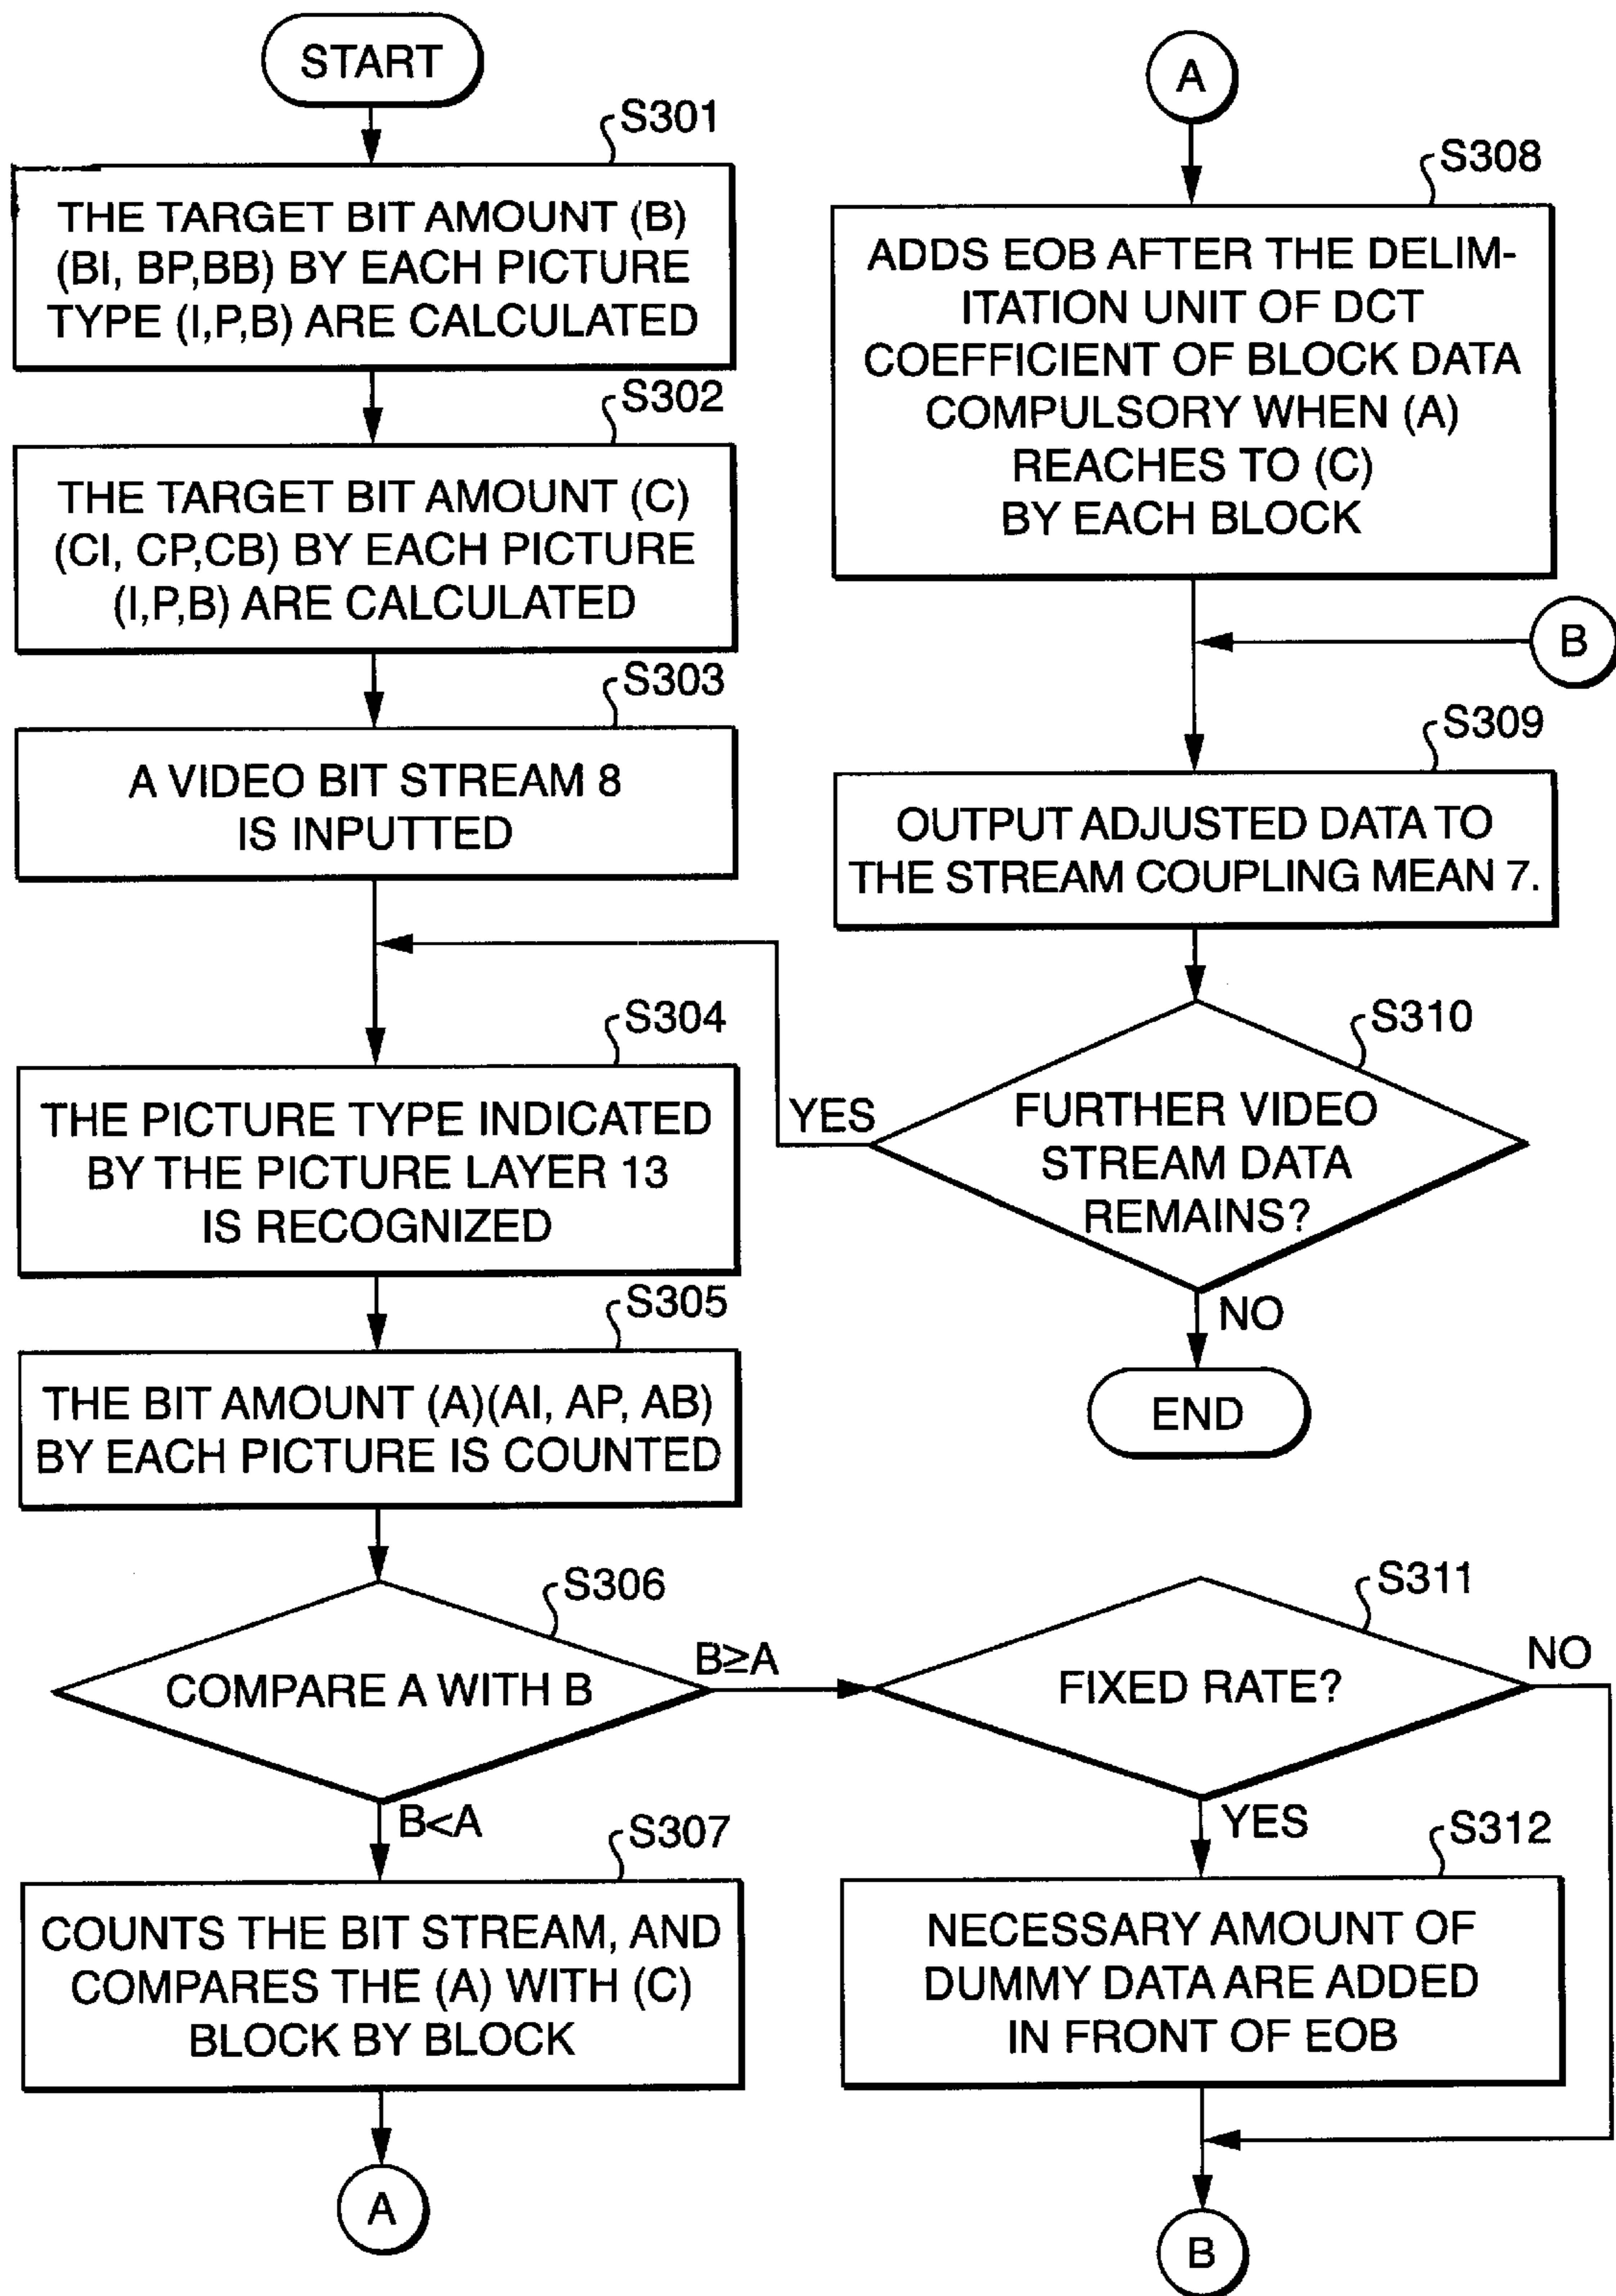 START
S301
THE TARGET BIT AMOUNT (B)
(BI, BP,BB) BY EACH PICTURE
TYPE (I,P,B) ARE CALCULATED
S302
THE TARGET BIT AMOUNT (C)
(CI, CP,CB) BY EACH PICTURE
(I,P,B) ARE CALCULATED
S303
A VIDEO BIT STREAM 8
IS INPUTTED
S304
THE PICTURE TYPE INDICATED
BY THE PICTURE LAYER 13
IS RECOGNIZED
S305
THE BIT AMOUNT (A)(AI, AP, AB)
BY EACH PICTURE IS COUNTED
S306
COMPARE A WITH B
B≥A
B<A
S307
COUNTS THE BIT STREAM, AND
COMPARES THE (A) WITH (C)
BLOCK BY BLOCK
A
A
S308
ADDS EOB AFTER THE DELIM-
ITATION UNIT OF DCT
COEFFICIENT OF BLOCK DATA
COMPULSORY WHEN (A)
REACHES TO (C)
BY EACH BLOCK
B
S309
OUTPUT ADJUSTED DATA TO
THE STREAM COUPLING MEAN 7.
S310
YES
FURTHER VIDEO
STREAM DATA
REMAINS?
NO
END
S311
FIXED RATE?
NO
YES
S312
NECESSARY AMOUNT OF
DUMMY DATA ARE ADDED
IN FRONT OF EOB
B